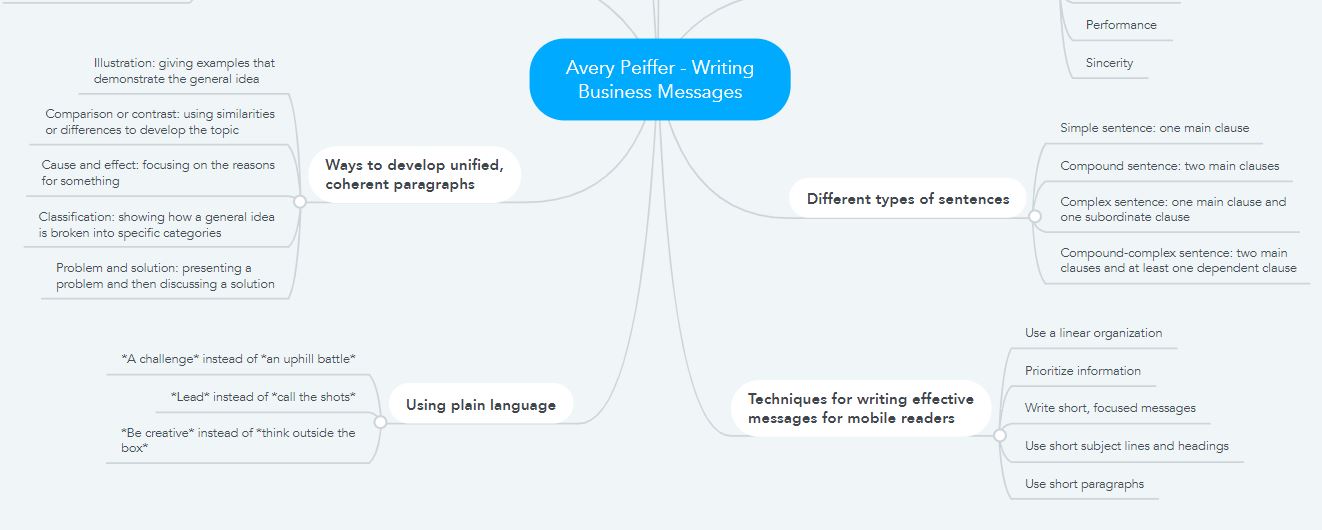 Avery Peiffer - Writing
Business Messages
Illustration: giving examples that
demonstrate the general idea
Comparison or contrast: using similarities
or differences to develop the topic
Cause and effect: focusing on the reasons
for something
Classification: showing how a general idea
is broken into specific categories
Problem and solution: presenting a
problem and then discussing a solution
Ways to develop unified,
coherent paragraphs
*A challenge* instead of *an uphill battle*
*Lead* instead of *call the shots*
*Be creative* instead of *think outside the
box*
Using plain language
Performance
Sincerity
Different types of sentences
Simple sentence: one main clause
Compound sentence: two main clauses
Complex sentence: one main clause and
one subordinate clause
Compound-complex sentence: two main
clauses and at least one dependent clause
Techniques for writing effective
messages for mobile readers
Use a linear organization
Prioritize information
Write short, focused messages
Use short subject lines and headings
Use short paragraphs